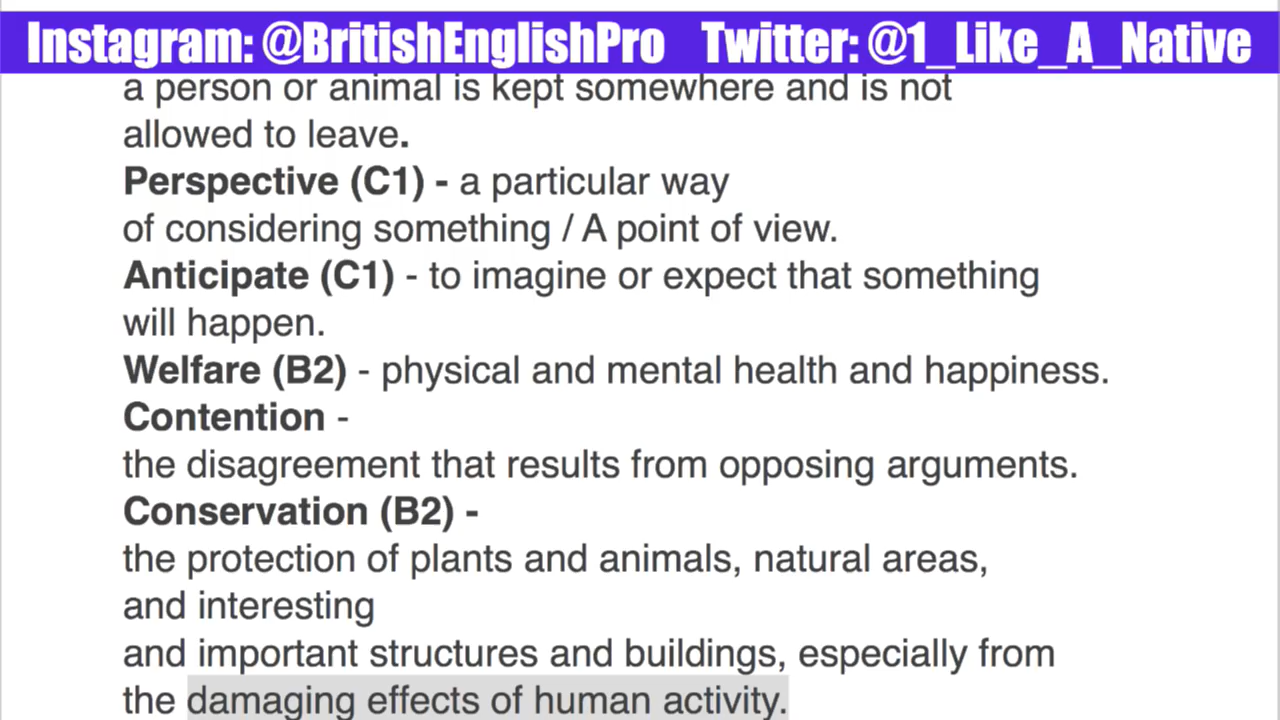 Instagram: @BritishEnglishPro Twitter: @1_Like_A_Native
a person or animal is kept somewhere and is not
allowed to leave.
Perspective (C1) - a particular way
of considering something / A point of view.
Anticipate (C1) - to imagine or expect that something
will happen.
Welfare (B2) - physical and mental health and happiness.
Contention -
the disagreement that results from opposing arguments.
Conservation (B2) -
the protection of plants and animals, natural areas,
and interesting
and important structures and buildings, especially from
the damaging effects of human activity.